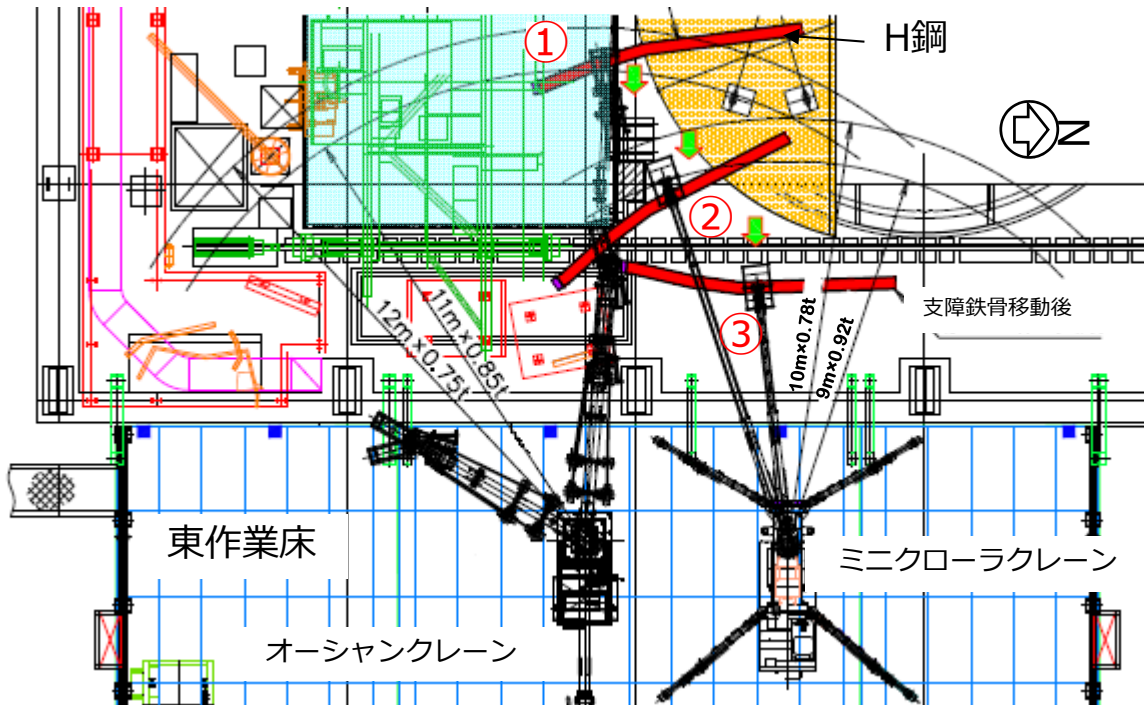 ①
H鋼
N
②
支障鉄骨移動後
11m×0.85t
12m×0.75t
③
10m×0.78t
9m×0.92t
東作業床
ミニクローラクレーン
オーシャンクレーン